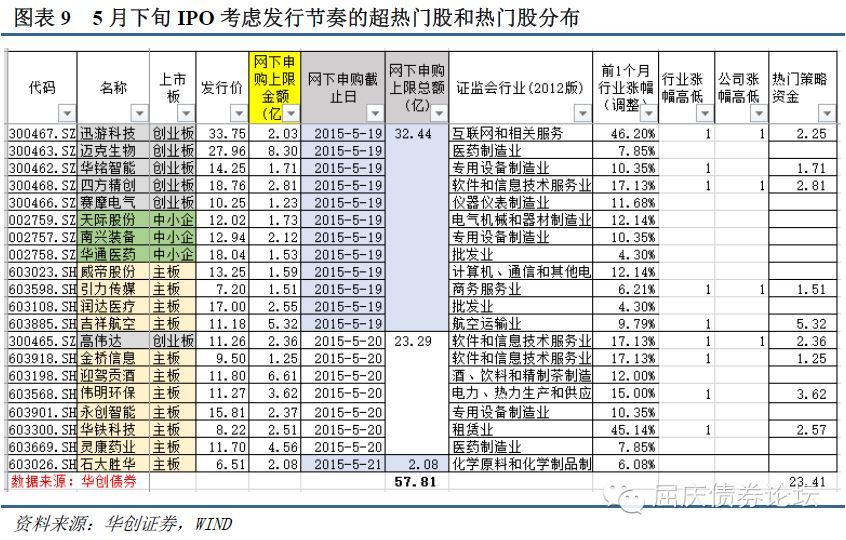 图表 9 5 月下旬 IPO 考虑发行节奏的超热门股和热门股分布
代码 名称 上市板 发行价 网下申购上限金额（亿 网下申购截止日 网下申购上限总额（亿） 证监会行业(2012版) 前1个月行业涨幅（调整） 行业涨幅高低 公司涨幅高低 热门策略资金
300467.SZ 迅游科技 创业板 33.75 2.03 2015-5-19 32.44 互联网和相关服务 46.20% 1 1 2.25
300463.SZ 迈克生物 创业板 27.96 8.30 2015-5-19 医药制造业 7.85%
300462.SZ 华铭智能 创业板 14.25 1.71 2015-5-19 专用设备制造业 10.35% 1 1.71
300468.SZ 四方精创 创业板 18.76 2.81 2015-5-19 软件和信息技术服务业 17.13% 1 1 2.81
300466.SZ 赛摩电气 创业板 10.25 1.23 2015-5-19 仪器仪表制造业 11.68%
002759.SZ 天际股份 中小企 12.02 1.73 2015-5-19 电气机械和器材制造业 12.14%
002757.SZ 南兴装备 中小企 12.94 2.12 2015-5-19 专用设备制造业 10.35%
002758.SZ 华通医药 中小企 18.04 1.53 2015-5-19 批发业 4.30%
603023.SH 威帝股份 主板 13.25 1.59 2015-5-19 计算机、通信和其他电 12.14%
603598.SH 引力传媒 主板 7.20 1.51 2015-5-19 商务服务业 6.21% 1 1 1.51
603108.SH 润达医疗 主板 17.00 2.55 2015-5-19 批发业 4.30%
603885.SH 吉祥航空 主板 11.18 5.32 2015-5-19 航空运输业 9.79% 1 5.32
300465.SZ 高伟达 创业板 11.26 2.36 2015-5-20 23.29 软件和信息技术服务业 17.13% 1 1 2.36
603918.SH 金桥信息 主板 9.50 1.25 2015-5-20 软件和信息技术服务业 17.13% 1 1.25
603198.SH 迎驾贡酒 主板 11.80 6.61 2015-5-20 酒、饮料和精制茶制造 12.00%
603568.SH 伟明环保 主板 11.27 3.62 2015-5-20 电力、热力生产和供应 15.00% 1 3.62
603901.SH 永创智能 主板 15.81 2.37 2015-5-20 专用设备制造业 10.35%
603300.SH 华铁科技 主板 8.22 2.51 2015-5-20 租赁业 45.14% 1 2.57
603669.SH 灵康药业 主板 11.70 4.56 2015-5-20 医药制造业 7.85%
603026.SH 石大胜华 主板 6.51 2.08 2015-5-21 2.08 化学原料和化学制品制 6.08%
数据来源：华创债券 57.81 23.41
屈庆债券论坛
资料来源：华创证券，WIND